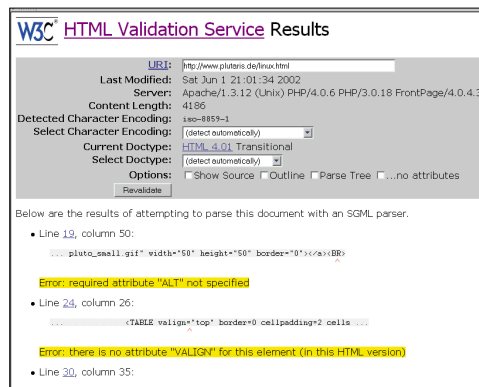 W3C® HTML Validation Service Results
URI: http://www.plutaris.de/linux.html
Last Modified: Sat Jun 1 21:01:34 2002
Server: Apache/1.3.12 (Unix) PHP/4.0.6 PHP/3.0.18 FrontPage/4.0.4.3
Content Length: 4186
Detected Character Encoding: iso-8859-1
Select Character Encoding: (detect automatically)
Current Doctype: HTML 4.01 Transitional
Select Doctype: (detect automatically)
Options: Show Source Outline Parse Tree ...no attributes
Revalidate
Below are the results of attempting to parse this document with an SGML parser.
• Line 19, column 50:
... pluto_small.gif" width="50" height="50" border="0"></a><BR>
^
Error: required attribute "ALT" not specified
• Line 24, column 26:
... <TABLE valign="top" border=0 cellpadding=2 cells ...
^
Error: there is no attribute "VALIGN" for this element (in this HTML version)
• Line 30, column 35: